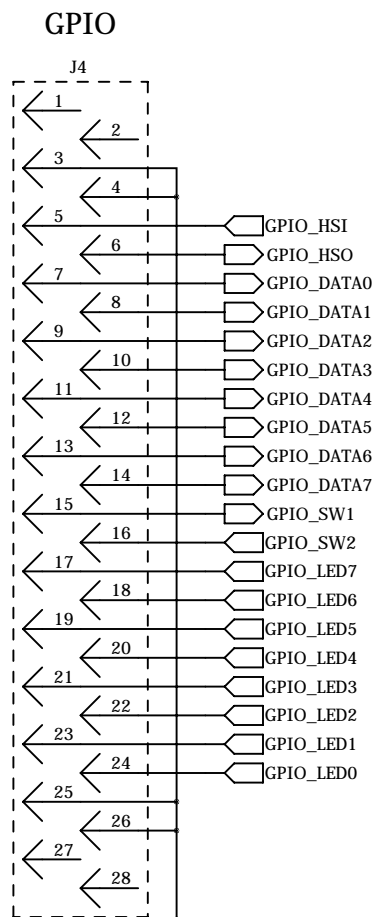 GPIO
J4
1
2
3
4
5 GPIO_HSI
6 GPIO_HSO
7 GPIO_DATA0
8 GPIO_DATA1
9 GPIO_DATA2
10 GPIO_DATA3
11 GPIO_DATA4
12 GPIO_DATA5
13 GPIO_DATA6
14 GPIO_DATA7
15 GPIO_SW1
16 GPIO_SW2
17 GPIO_LED7
18 GPIO_LED6
19 GPIO_LED5
20 GPIO_LED4
21 GPIO_LED3
22 GPIO_LED2
23 GPIO_LED1
24 GPIO_LED0
25
26
27
28